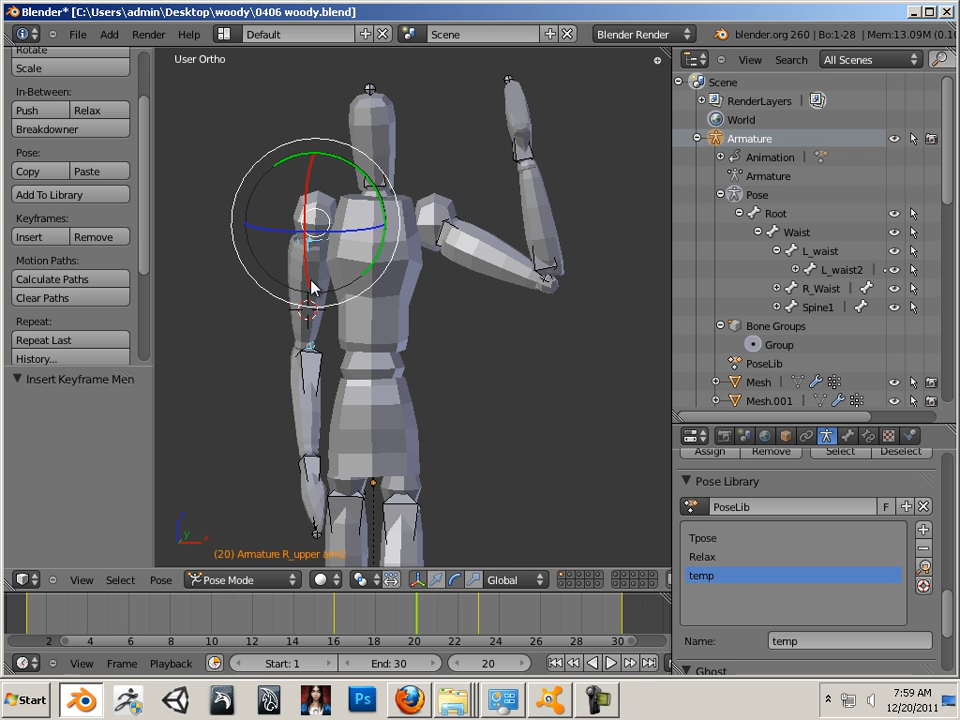 Blender* [C:\Users\admin\Desktop\woody\0406 woody.blend]
File Add Render Help Default Scene Blender Render blender.org 260 | Bo:1-28 | Mem:13.09M (0.1
Rotate
Scale
In-Between:
Push Relax
Breakdowner
Pose:
Copy Paste
Add To Library
Keyframes:
Insert Remove
Motion Paths:
Calculate Paths
Clear Paths
Repeat:
Repeat Last
History...
Insert Keyframe Men
User Ortho
y
x
(20) Armature R_upper
View Select Pose Pose Mode Global
View Search All Scenes
Scene
RenderLayers
World
Armature
Animation
Armature
Pose
Root
Waist
L_waist
L_waist2
R_Waist
Spine1
Bone Groups
Group
PoseLib
Mesh
Mesh.001
Assign Remove Select Deselect
Pose Library
PoseLib F
Tpose
Relax
temp
Name: temp
Ghost
2 4 6 8 10 12 14 16 18 20 22 24 26 28 30
View Frame Playback Start: 1 End: 30 20
Start Ps 7:59 AM
12/20/2011